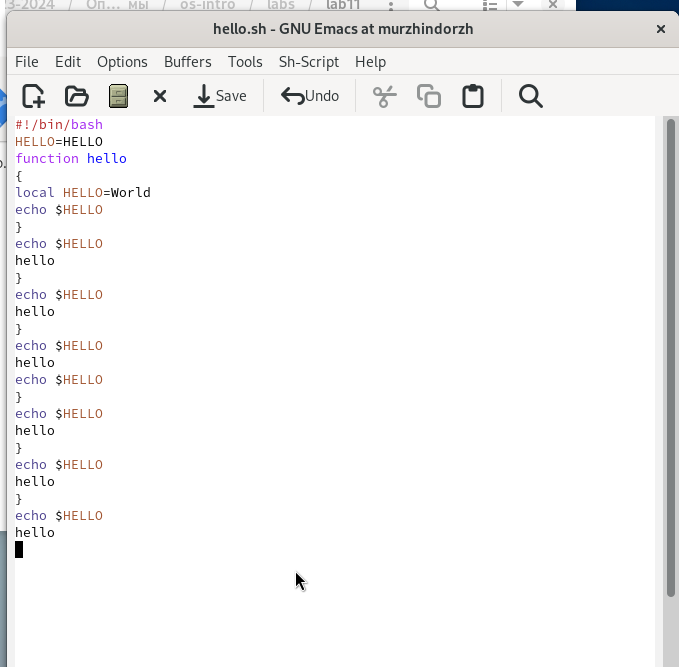 3-2024 / Оп... мы / os-intro / labs / lab11
hello.sh - GNU Emacs at murzhindorzh
File Edit Options Buffers Tools Sh-Script Help
Save Undo
#!/bin/bash
HELLO=HELLO
function hello
{
local HELLO=World
echo $HELLO
}
echo $HELLO
hello
}
echo $HELLO
hello
}
echo $HELLO
hello
echo $HELLO
}
echo $HELLO
hello
}
echo $HELLO
hello
}
echo $HELLO
hello